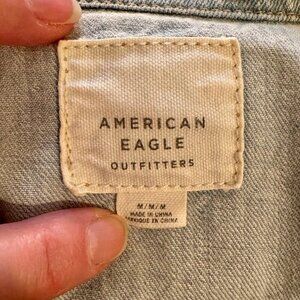 AMERICAN
EAGLE
OUTFITTERS
M/M/M
MADE IN CHINA
FABRIQUÉ EN CHINE